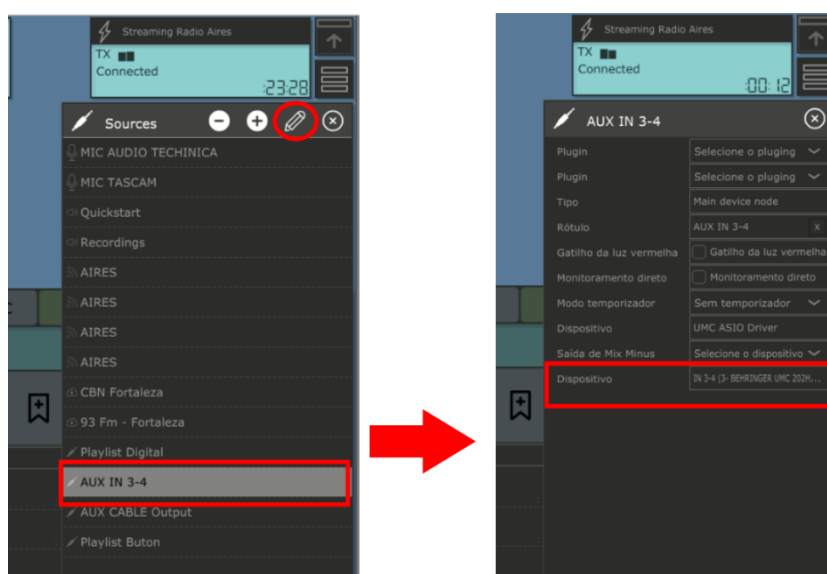 Streaming Radio Aires
TX
Connected
:23:28
Sources
MIC AUDIO TECHINICA
MIC TASCAM
Quickstart
Recordings
AIRES
AIRES
AIRES
AIRES
CBN Fortaleza
93 Fm - Fortaleza
Playlist Digital
AUX IN 3-4
AUX CABLE Output
Playlist Buton
Streaming Radio Aires
TX
Connected
:00: 12
AUX IN 3-4
Plugin Selecione o pluging
Plugin Selecione o pluging
Tipo Main device node
Rótulo AUX IN 3-4 x
Gatilho da luz vermelha Gatilho da luz vermelha
Monitoramento direto Monitoramento direto
Modo temporizador Sem temporizador
Dispositivo UMC ASIO Driver
Saída de Mix Minus Selecione o dispositivo
Dispositivo IN 3-4 (3- BEHRINGER UMC 202H...